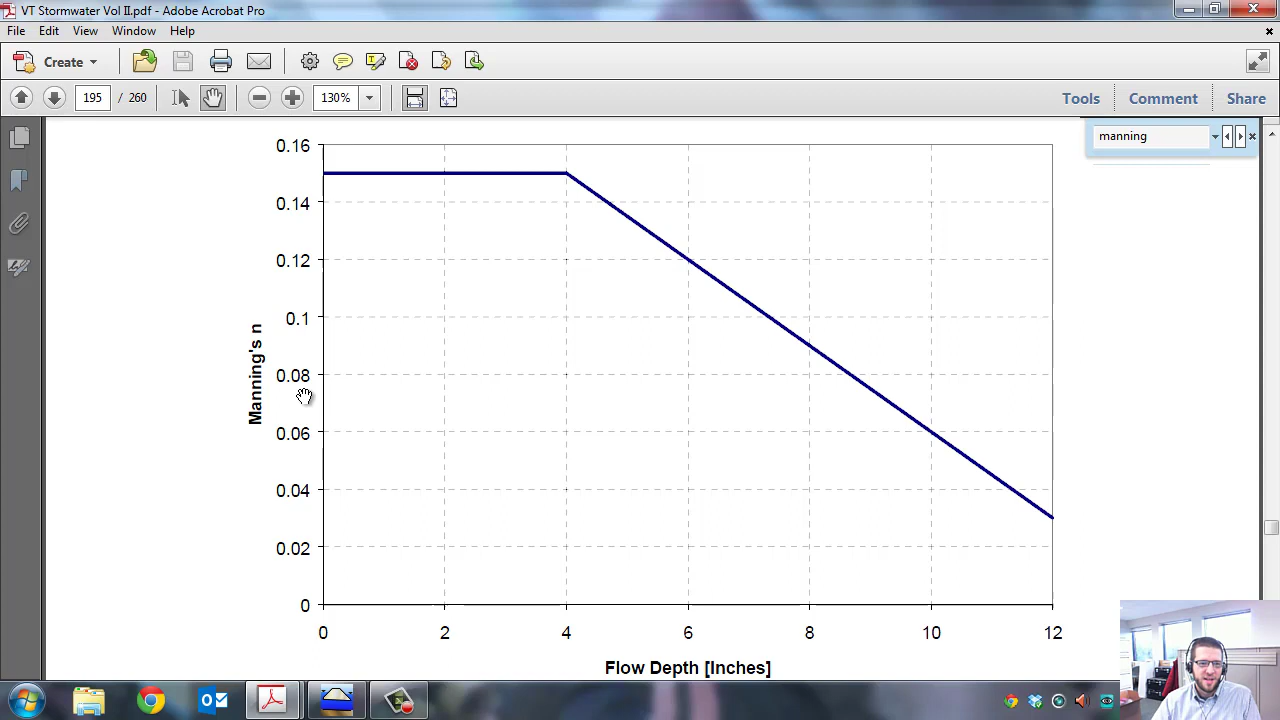 VT Stormwater Vol II.pdf - Adobe Acrobat Pro
File Edit View Window Help
Create
195 / 260 130% Tools Comment Share
manning
0.16
0.14
0.12
0.1
0.08
0.06
0.04
0.02
0
Manning's n
0 2 4 6 8 10 12
Flow Depth [Inches]